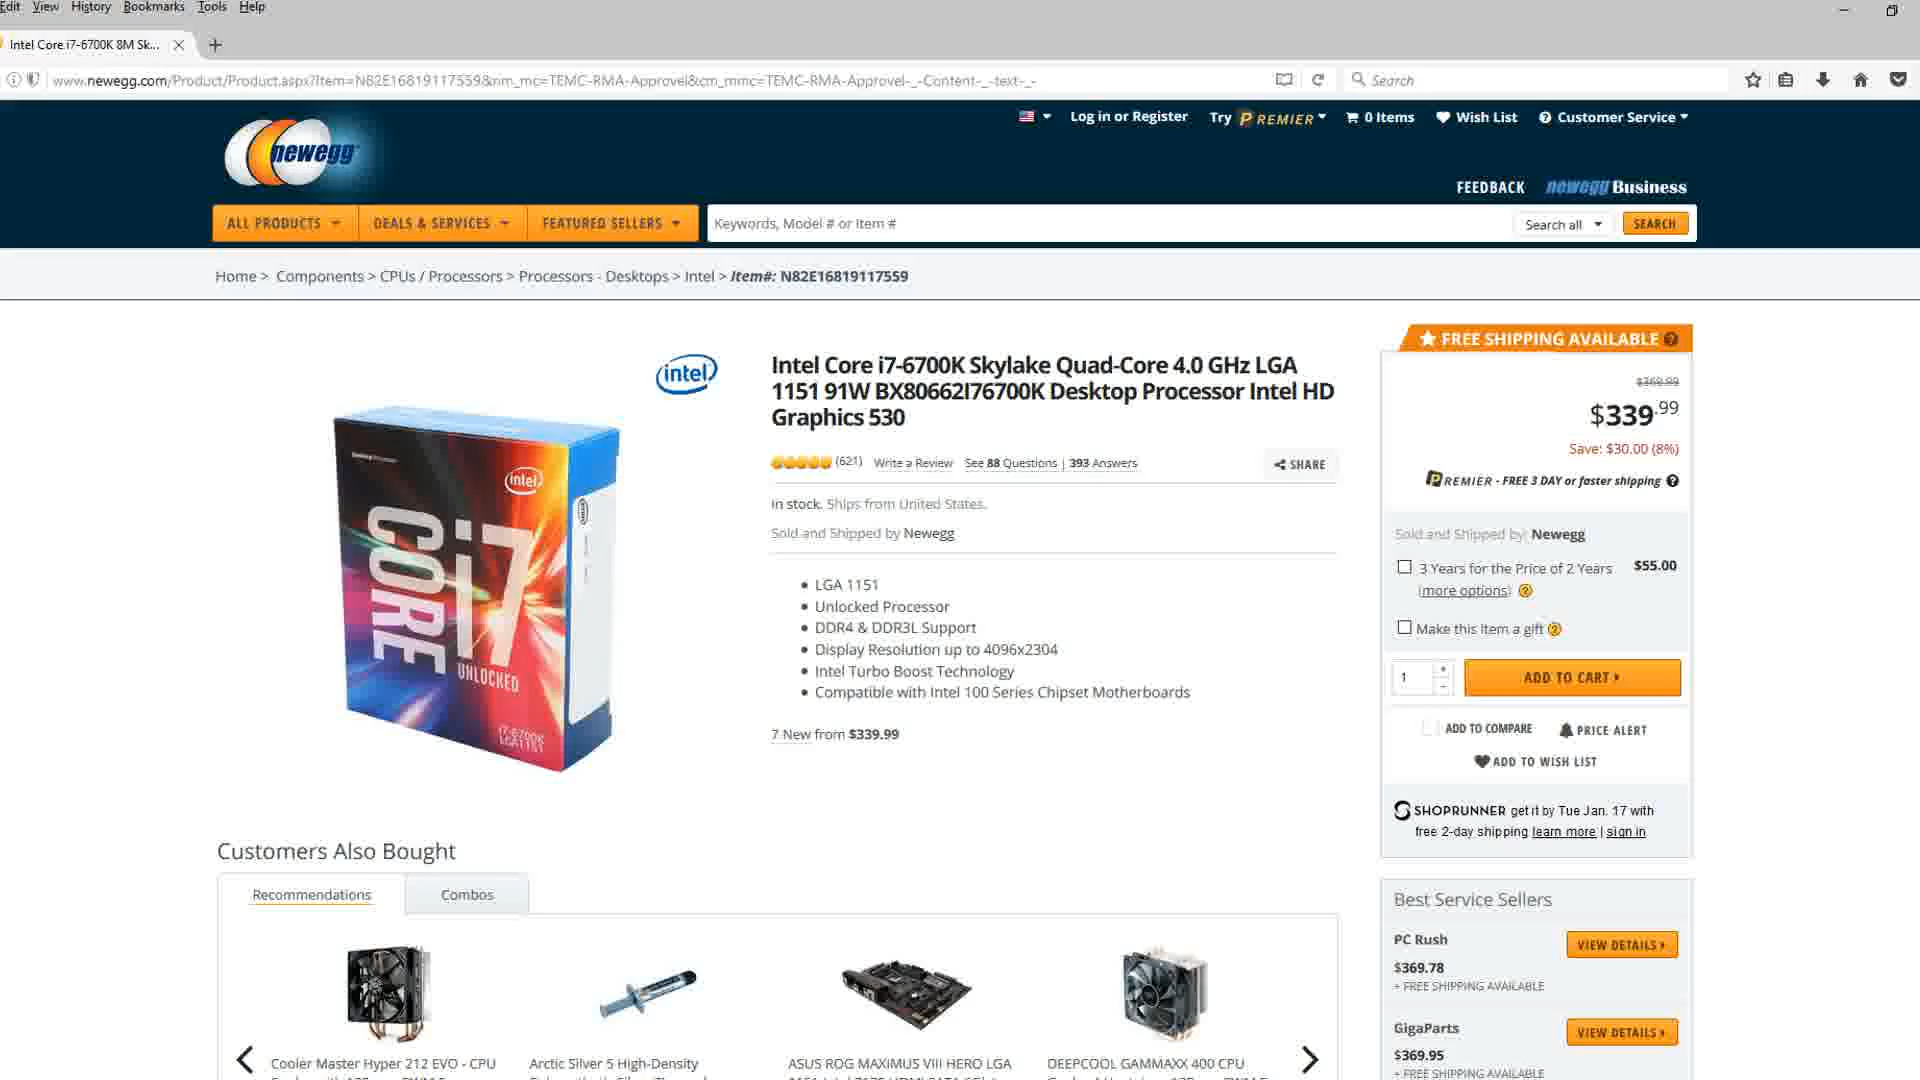 Edit View History Bookmarks Tools Help
Intel Core i7-6700K 8M Sk...
www.newegg.com/Product/Product.aspx?Item=N82E16819117559&nm_mc=TEMC-RMA-Approvel&cm_mmc=TEMC-RMA-Approvel-_-Content-_-text-_-
Search
newegg
Log in or Register
Try PREMIER
0 Items
Wish List
Customer Service
FEEDBACK
newegg Business
ALL PRODUCTS
DEALS & SERVICES
FEATURED SELLERS
Keywords, Model # or Item #
Search all
SEARCH
Home > Components > CPUs / Processors > Processors - Desktops > Intel > Item#: N82E16819117559
intel
intel
CORE i7
UNLOCKED
i7-6700K
LGA1151
Intel Core i7-6700K Skylake Quad-Core 4.0 GHz LGA
1151 91W BX80662I76700K Desktop Processor Intel HD
Graphics 530
(621) Write a Review See 88 Questions | 393 Answers
SHARE
In stock. Ships from United States.
Sold and Shipped by Newegg
LGA 1151
Unlocked Processor
DDR4 & DDR3L Support
Display Resolution up to 4096x2304
Intel Turbo Boost Technology
Compatible with Intel 100 Series Chipset Motherboards
7 New from $339.99
FREE SHIPPING AVAILABLE
$369.99
$339.99
Save: $30.00 (8%)
PREMIER - FREE 3 DAY or faster shipping
Sold and Shipped by: Newegg
3 Years for the Price of 2 Years $55.00
(more options)
Make this item a gift
1
ADD TO CART
ADD TO COMPARE
PRICE ALERT
ADD TO WISH LIST
SHOPRUNNER get it by Tue Jan. 17 with
free 2-day shipping learn more | sign in
Customers Also Bought
Recommendations
Combos
Cooler Master Hyper 212 EVO - CPU
Arctic Silver 5 High-Density
ASUS ROG MAXIMUS VIII HERO LGA
DEEPCOOL GAMMAXX 400 CPU
Best Service Sellers
PC Rush
VIEW DETAILS
$369.78
+ FREE SHIPPING AVAILABLE
GigaParts
VIEW DETAILS
$369.95
+ FREE SHIPPING AVAILABLE